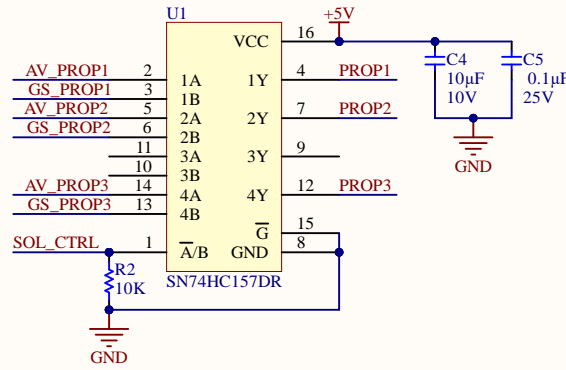 U1
+5V
VCC 16
AV_PROP1 2 1A 1Y 4 PROP1
GS_PROP1 3 1B
AV_PROP2 5 2A 2Y 7 PROP2
GS_PROP2 6 2B
11 3A 3Y 9
10 3B
AV_PROP3 14 4A 4Y 12 PROP3
GS_PROP3 13 4B
G̅ 15
SOL_CTRL 1 A̅/B GND 8
SN74HC157DR
R2
10K
GND
C4
10µF
10V
C5
0.1µF
25V
GND